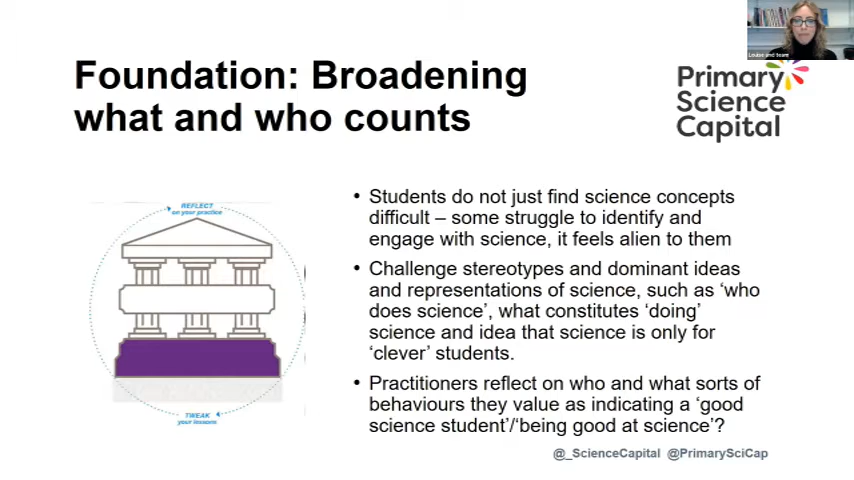 Louise and team
Foundation: Broadening
what and who counts
Primary
Science
Capital
REFLECT
on your practice
TWEAK
your lessons
• Students do not just find science concepts
difficult – some struggle to identify and
engage with science, it feels alien to them
• Challenge stereotypes and dominant ideas
and representations of science, such as ‘who
does science’, what constitutes ‘doing’
science and idea that science is only for
‘clever’ students.
• Practitioners reflect on who and what sorts of
behaviours they value as indicating a ‘good
science student’/‘being good at science’?
@_ScienceCapital @PrimarySciCap